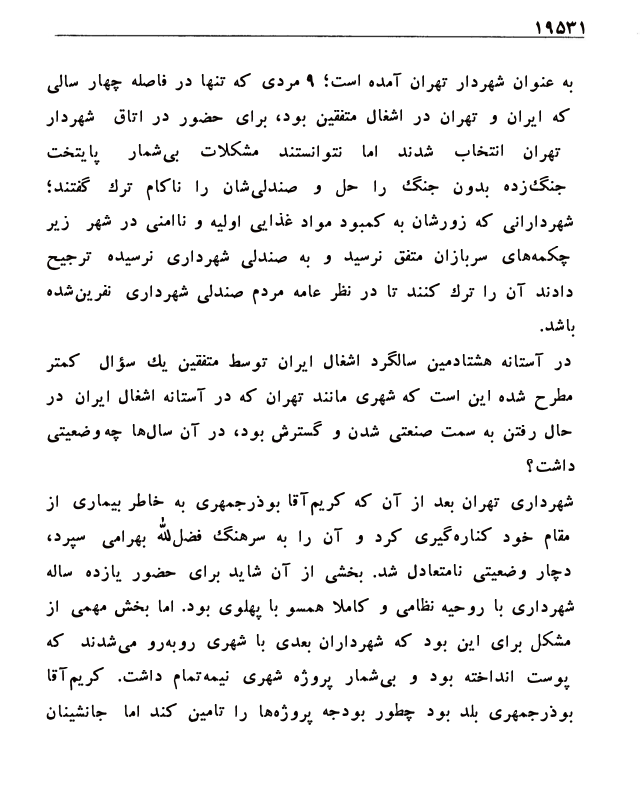 ۱۹۵۳۱
به عنوان شهردار تهران آمده است؛ ۹ مردی که تنها در فاصله چهار سالی
که ایران و تهران در اشغال متفقین بود، برای حضور در اتاق شهردار
تهران انتخاب شدند اما نتوانستند مشکلات بی‌شمار پایتخت
جنگ‌زده بدون جنگ را حل و صندلی‌شان را ناکام ترك گفتند؛
شهردارانی که زورشان به کمبود مواد غذایی اولیه و ناامنی در شهر زیر
چکمه‌های سربازان متفق نرسید و به صندلی شهرداری نرسیده ترجیح
دادند آن را ترك کنند تا در نظر عامه مردم صندلی شهرداری نفرین‌شده
باشد.
در آستانه هشتادمین سالگرد اشغال ایران توسط متفقین یك سؤال کمتر
مطرح شده این است که شهری مانند تهران که در آستانه اشغال ایران در
حال رفتن به سمت صنعتی شدن و گسترش بود، در آن سال‌ها چه‌وضعیتی
داشت؟
شهرداری تهران بعد از آن که کریم‌آقا بوذرجمهری به خاطر بیماری از
مقام خود کناره‌گیری کرد و آن را به سرهنگ فضل‌الله بهرامی سپرد،
دچار وضعیتی نامتعادل شد. بخشی از آن شاید برای حضور یازده ساله
شهرداری با روحیه نظامی و کاملا همسو با پهلوی بود. اما بخش مهمی از
مشکل برای این بود که شهرداران بعدی با شهری روبه‌رو می‌شدند که
پوست انداخته بود و بی‌شمار پروژه شهری نیمه‌تمام داشت. کریم‌آقا
بوذرجمهری بلد بود چطور بودجه پروژه‌ها را تامین کند اما جانشینان